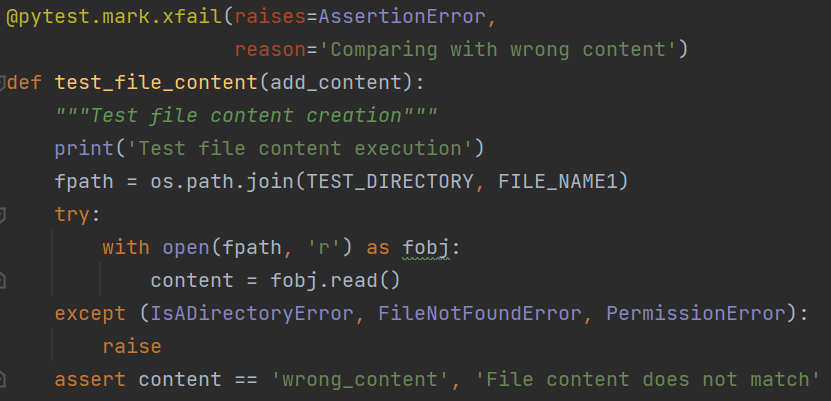 @pytest.mark.xfail(raises=AssertionError,
                   reason='Comparing with wrong content')
def test_file_content(add_content):
    """Test file content creation"""
    print('Test file content execution')
    fpath = os.path.join(TEST_DIRECTORY, FILE_NAME1)
    try:
        with open(fpath, 'r') as fobj:
            content = fobj.read()
    except (IsADirectoryError, FileNotFoundError, PermissionError):
        raise
    assert content == 'wrong_content', 'File content does not match'